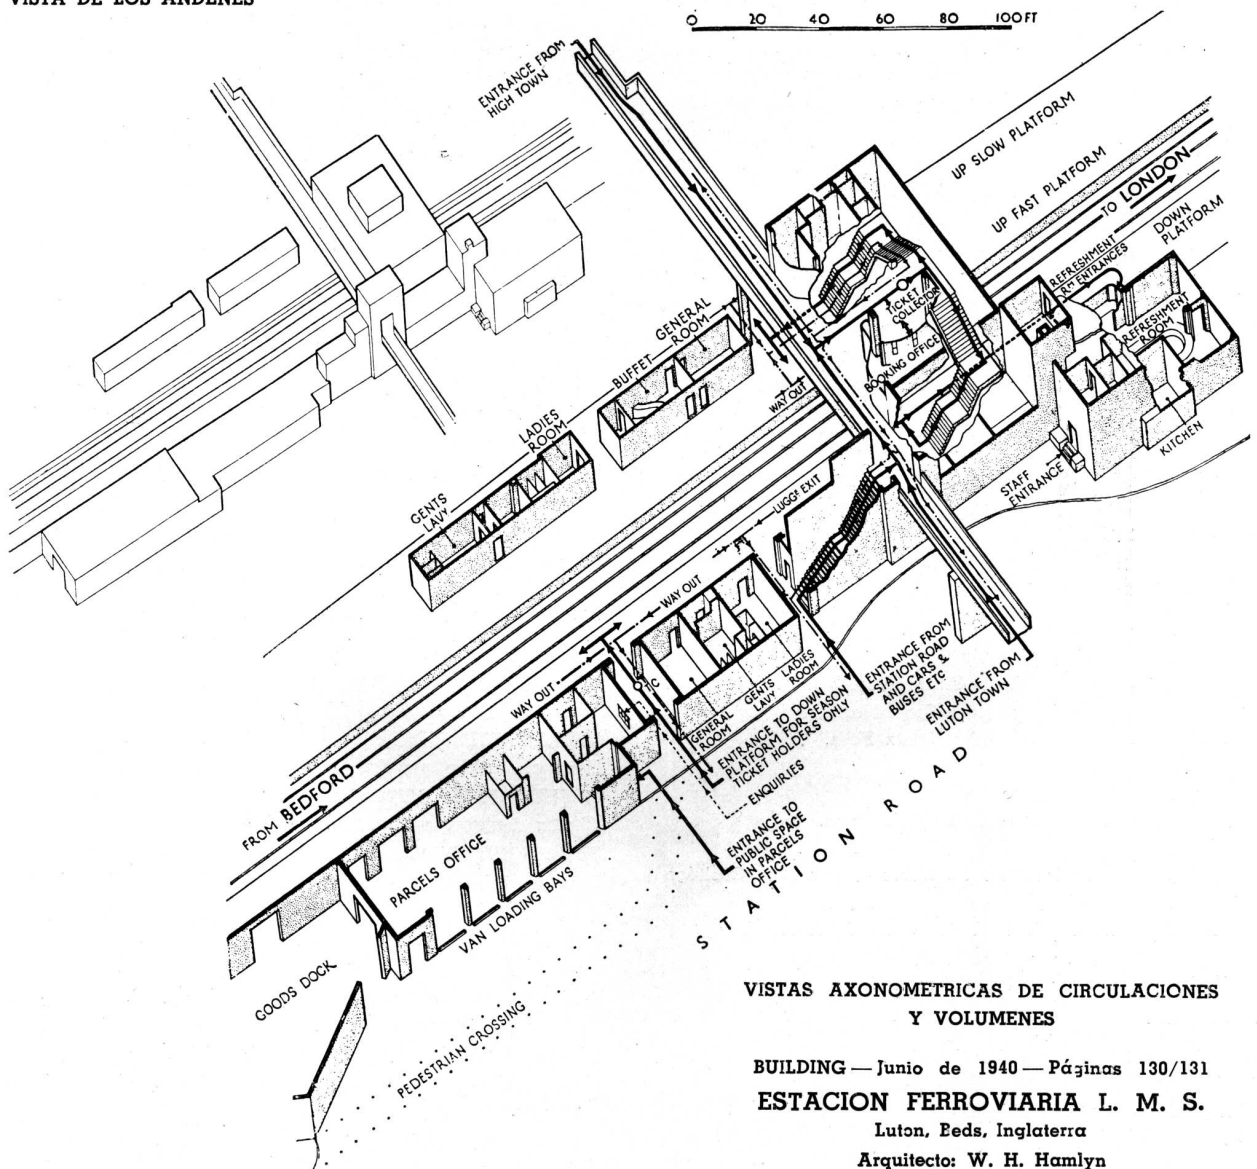 VISTA DE LOS ANDENES
0 20 40 60 80 100 FT
ENTRANCE FROM
HIGH TOWN
UP SLOW PLATFORM
UP FAST PLATFORM
TO LONDON
DOWN
PLATFORM
REFRESHMENT
RM ENTRANCES
REFRESHMENT
ROOM
TICKET
COLLECTOR
BOOKING OFFICE
GENERAL
ROOM
BUFFET
WAY OUT
LADIES
ROOM
GENTS
LAVY
KITCHEN
STAFF
ENTRANCE
LUGGE EXIT
WAY OUT
WAY OUT
T.C
GENERAL
ROOM
GENTS
LAVY
LADIES
ROOM
ENTRANCE FROM
STATION ROAD
AND CARS &
BUSES ETC
ENTRANCE FROM
LUTON TOWN
ENTRANCE TO DOWN
PLATFORM FOR SEASON
TICKET HOLDERS ONLY
ENQUIRIES
ENTRANCE TO
PUBLIC SPACE
IN PARCELS
OFFICE
FROM BEDFORD
PARCELS OFFICE
VAN LOADING BAYS
GOODS DOCK
PEDESTRIAN CROSSING
STATION ROAD
VISTAS AXONOMETRICAS DE CIRCULACIONES
Y VOLUMENES
BUILDING — Junio de 1940 — Páginas 130/131
ESTACION FERROVIARIA L. M. S.
Luton, Beds, Inglaterra
Arquitecto: W. H. Hamlyn